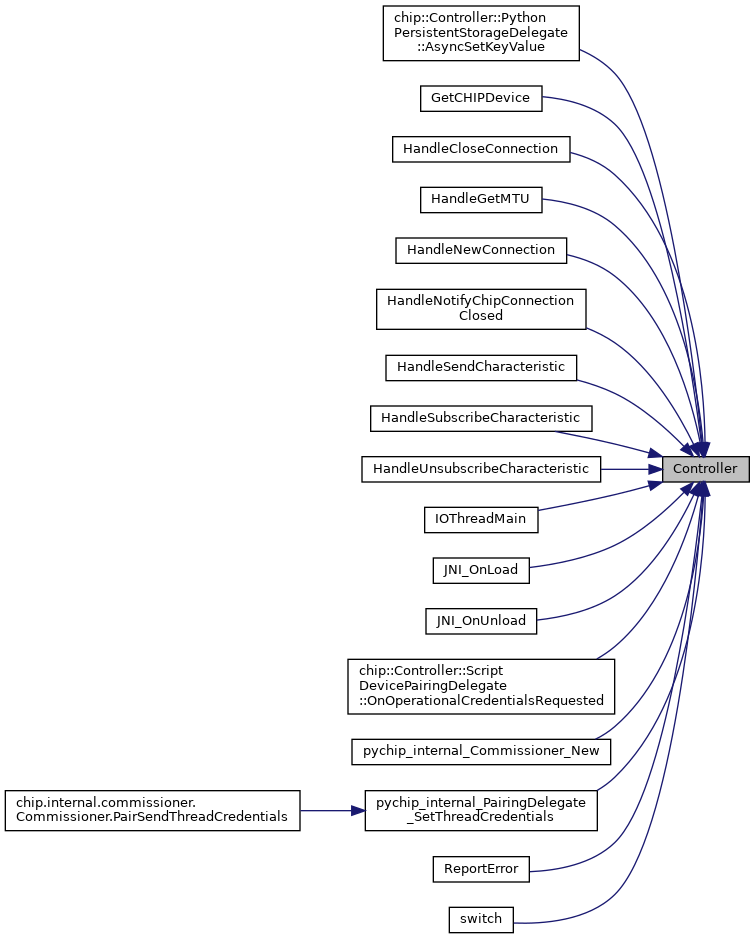 chip::Controller::Python
PersistentStorageDelegate
::AsyncSetKeyValue
GetCHIPDevice
HandleCloseConnection
HandleGetMTU
HandleNewConnection
HandleNotifyChipConnection
Closed
HandleSendCharacteristic
HandleSubscribeCharacteristic
HandleUnsubscribeCharacteristic
Controller
IOThreadMain
JNI_OnLoad
JNI_OnUnload
chip::Controller::Script
DevicePairingDelegate
::OnOperationalCredentialsRequested
pychip_internal_Commissioner_New
chip.internal.commissioner.
Commissioner.PairSendThreadCredentials
pychip_internal_PairingDelegate
_SetThreadCredentials
ReportError
switch